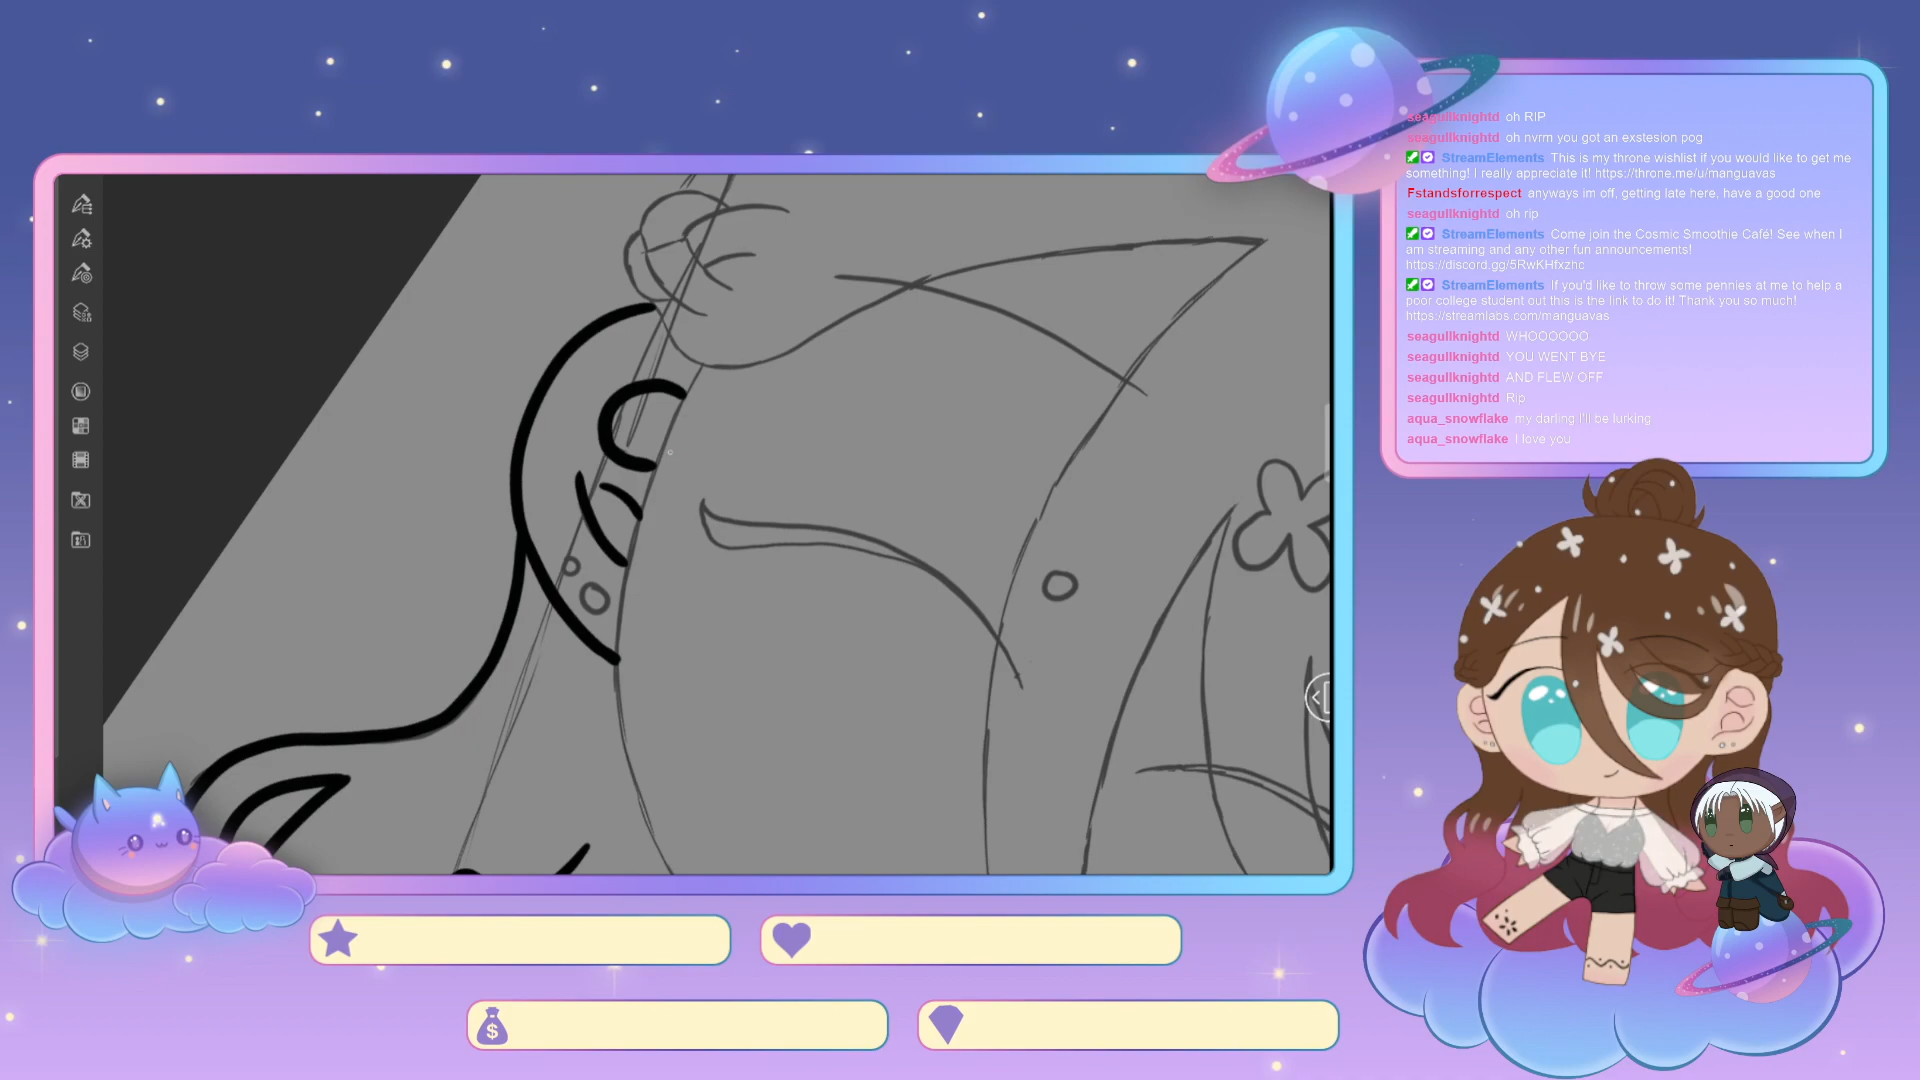 seagullknightd oh RIP
seagullknightd oh nvrm you got an exstesion pog
StreamElements This is my throne wishlist if you would like to get me
something! I really appreciate it! https://throne.me/u/manguavas
Fstandsforrespect anyways im off, getting late here, have a good one
seagullknightd oh rip
StreamElements Come join the Cosmic Smoothie Café! See when I
am streaming and any other fun announcements!
https://discord.gg/5RwKHfxzhc
StreamElements If you'd like to throw some pennies at me to help a
poor college student out this is the link to do it! Thank you so much!
https://streamlabs.com/manguavas
seagullknightd WHOOOOOO
seagullknightd YOU WENT BYE
seagullknightd AND FLEW OFF
seagullknightd Rip
aqua_snowflake my darling I'll be lurking
aqua_snowflake I love you
$